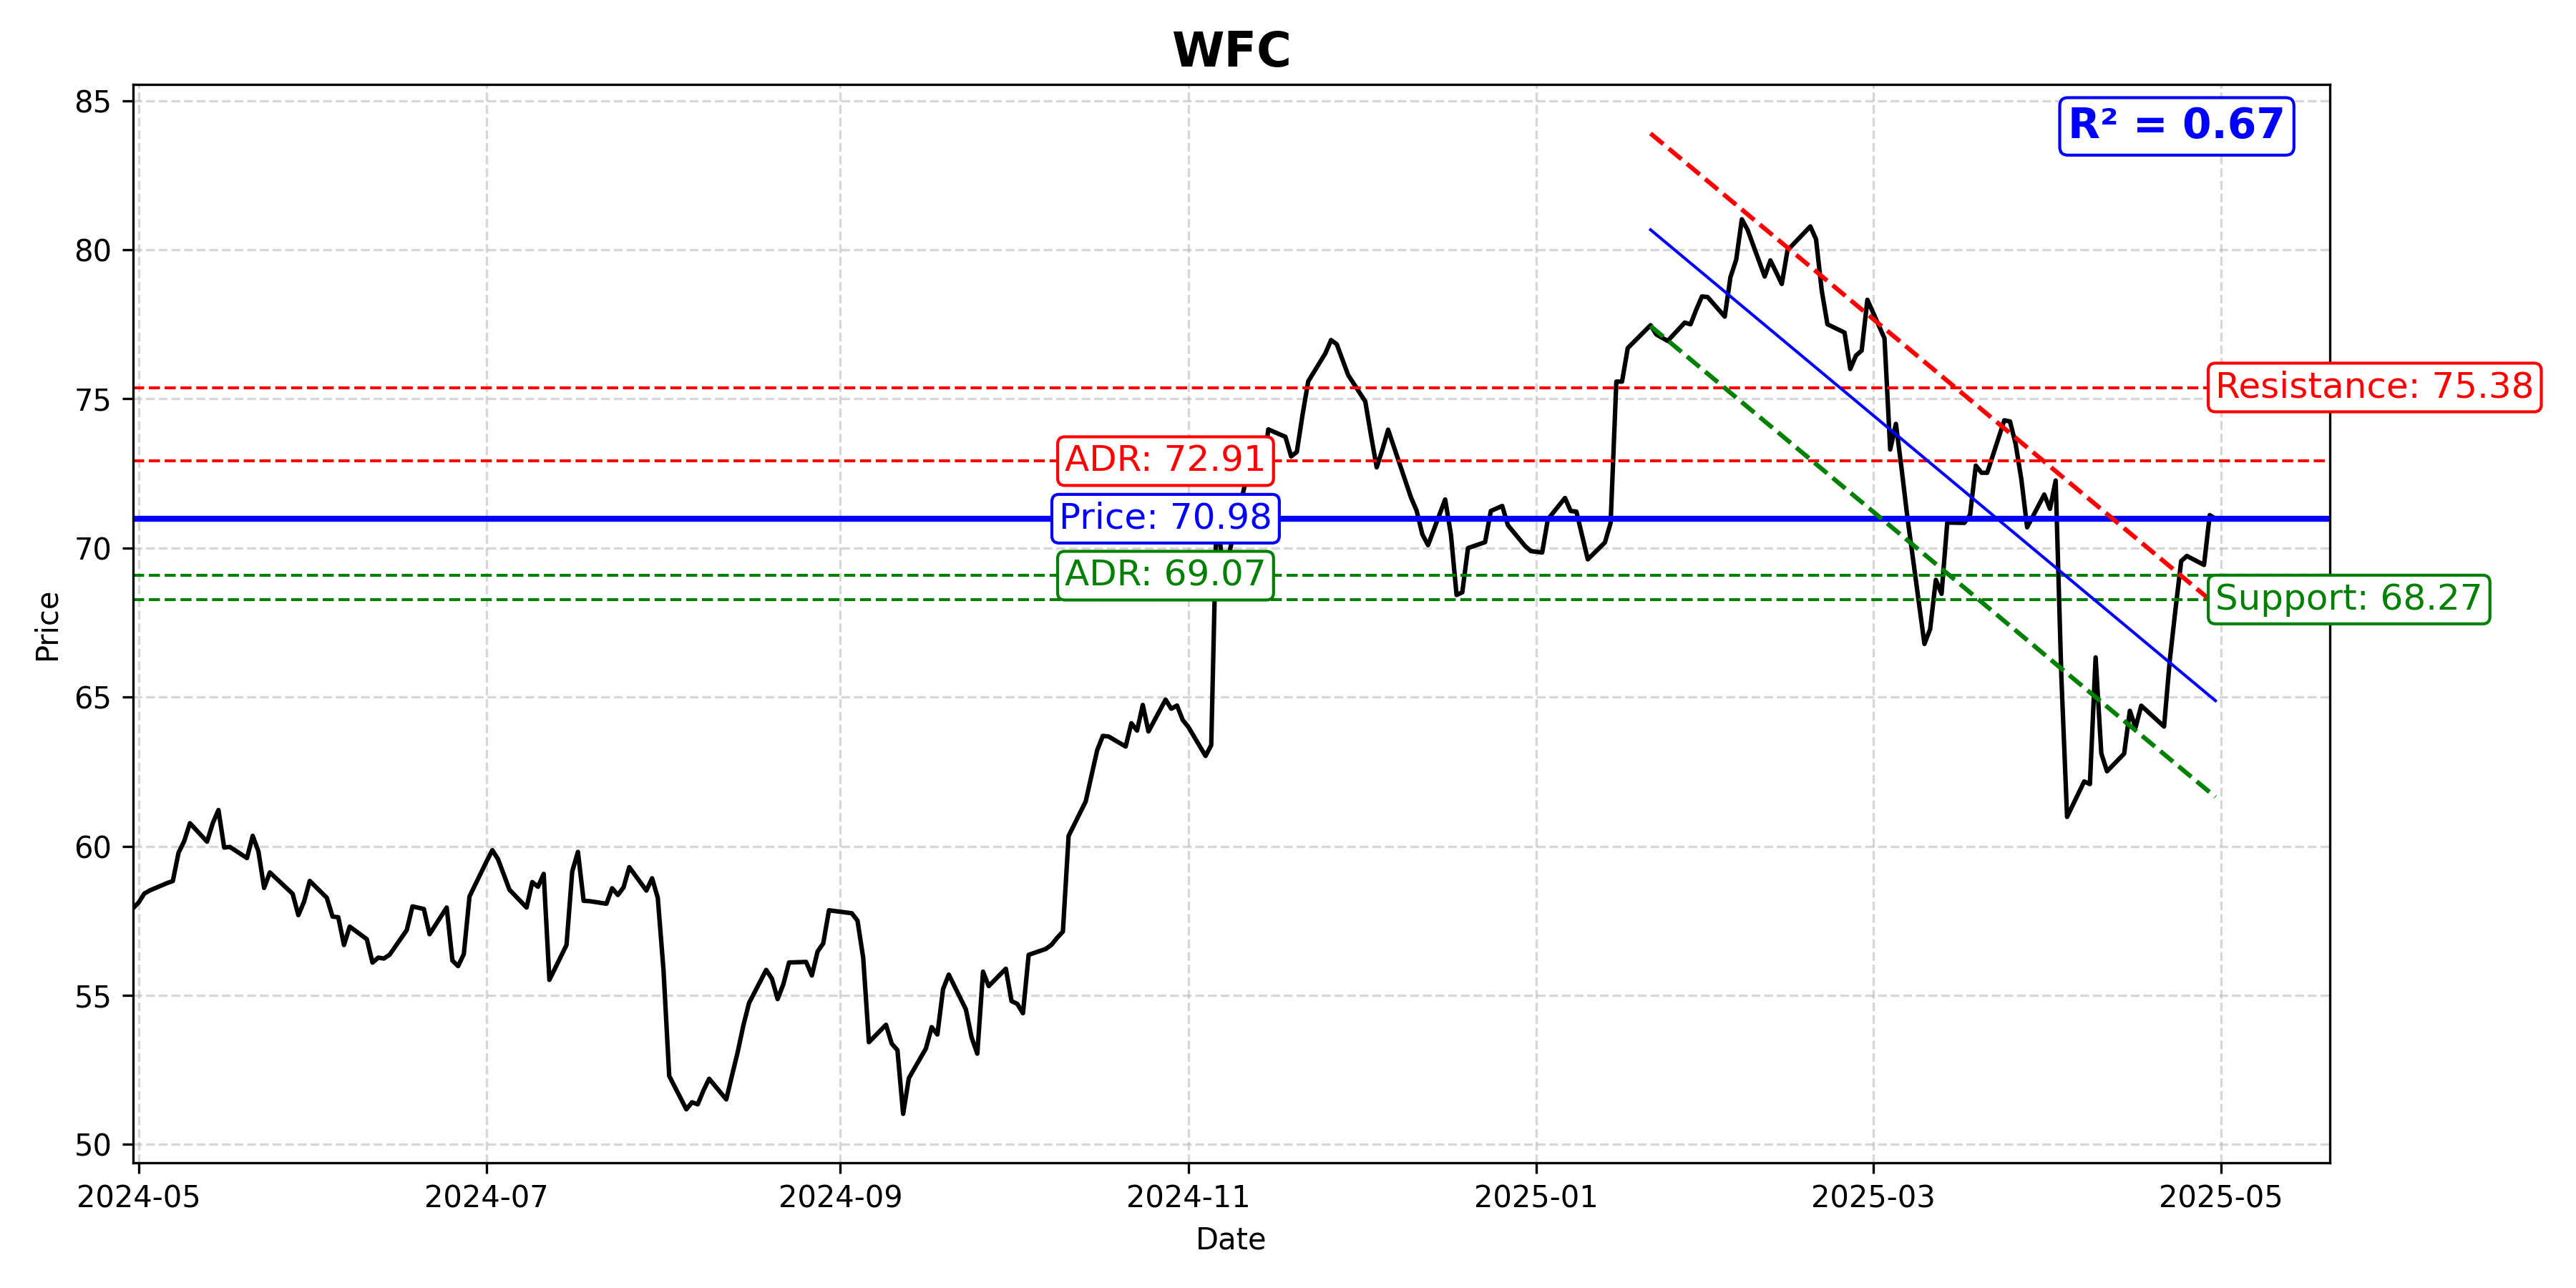 WFC
R² = 0.67
85
80
75
70
65
60
55
50
Price
Resistance: 75.38
ADR: 72.91
Price: 70.98
ADR: 69.07
Support: 68.27
2024-05
2024-07
2024-09
2024-11
2025-01
2025-03
2025-05
Date